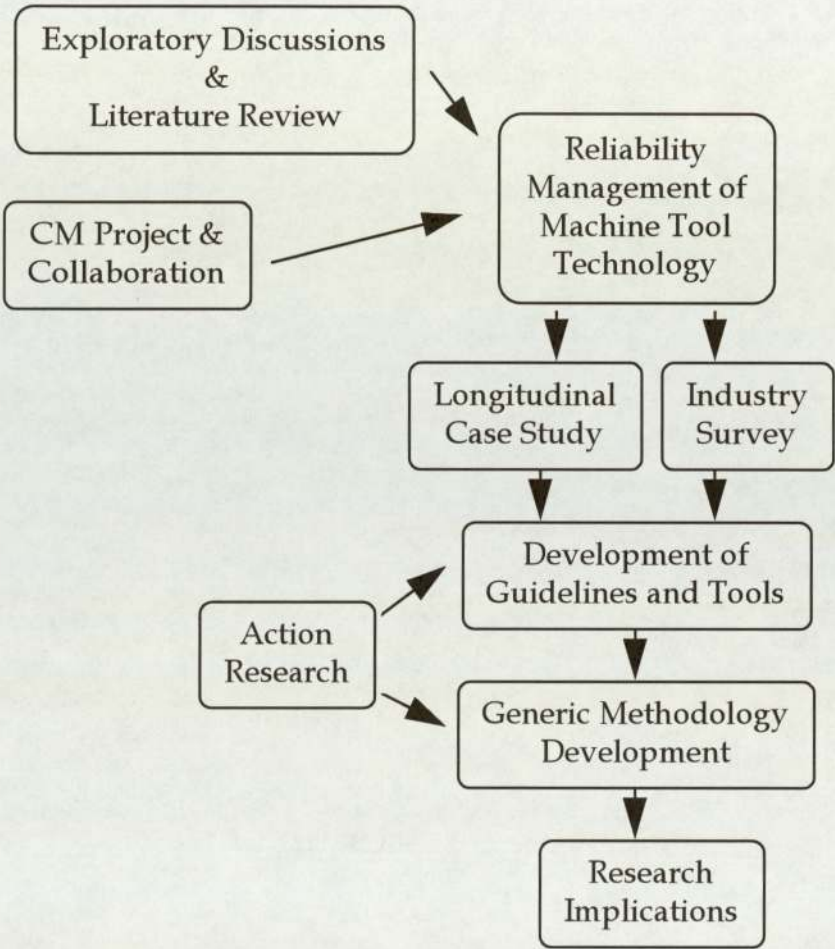 Exploratory Discussions
&
Literature Review
Reliability
Management of
Machine Tool
Technology
CM Project &
Collaboration
Longitudinal
Case Study
Industry
Survey
Development of
Guidelines and Tools
Action
Research
Generic Methodology
Development
Research
Implications